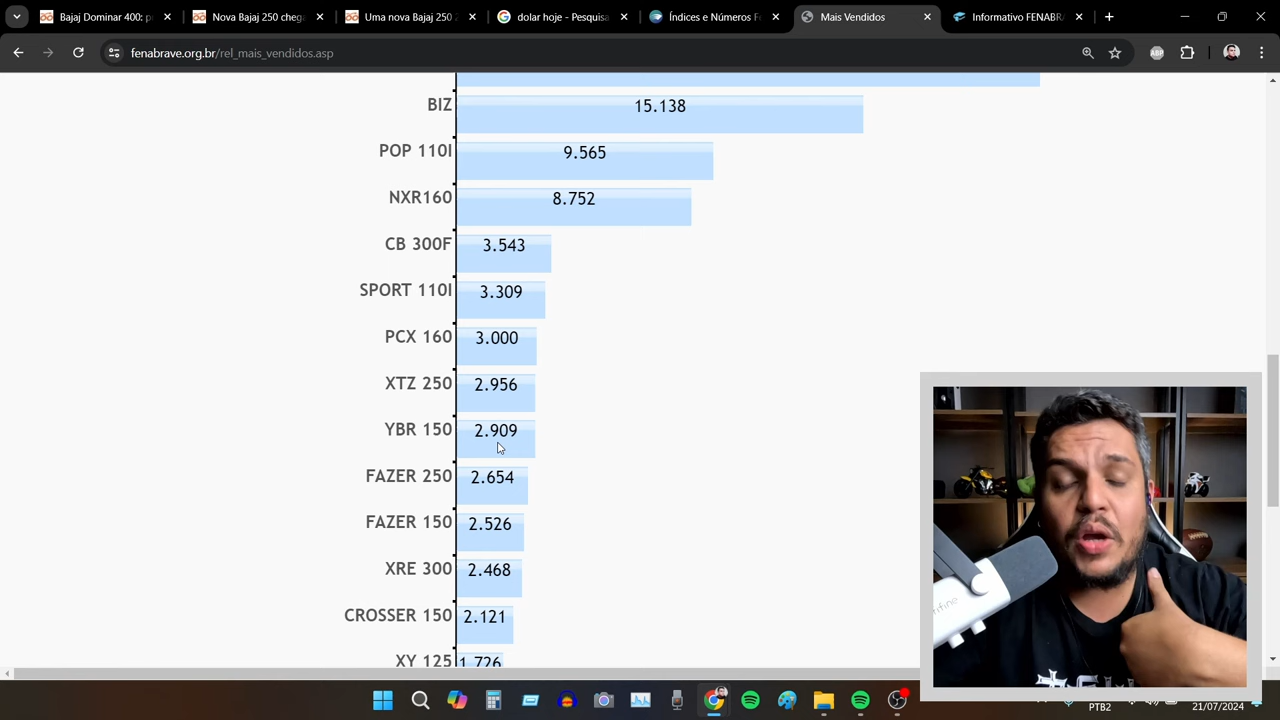 Bajaj Dominar 400: p
Nova Bajaj 250 cheg
Uma nova Bajaj 250
dolar hoje - Pesquisa
Índices e Números Fe
Mais Vendidos
Informativo FENABRA
fenabrave.org.br/rel_mais_vendidos.asp
ABP
BIZ 15.138
POP 110I 9.565
NXR160 8.752
CB 300F 3.543
SPORT 110I 3.309
PCX 160 3.000
XTZ 250 2.956
YBR 150 2.909
FAZER 250 2.654
FAZER 150 2.526
XRE 300 2.468
CROSSER 150 2.121
XY 125 1.726
PTB2
21/07/2024